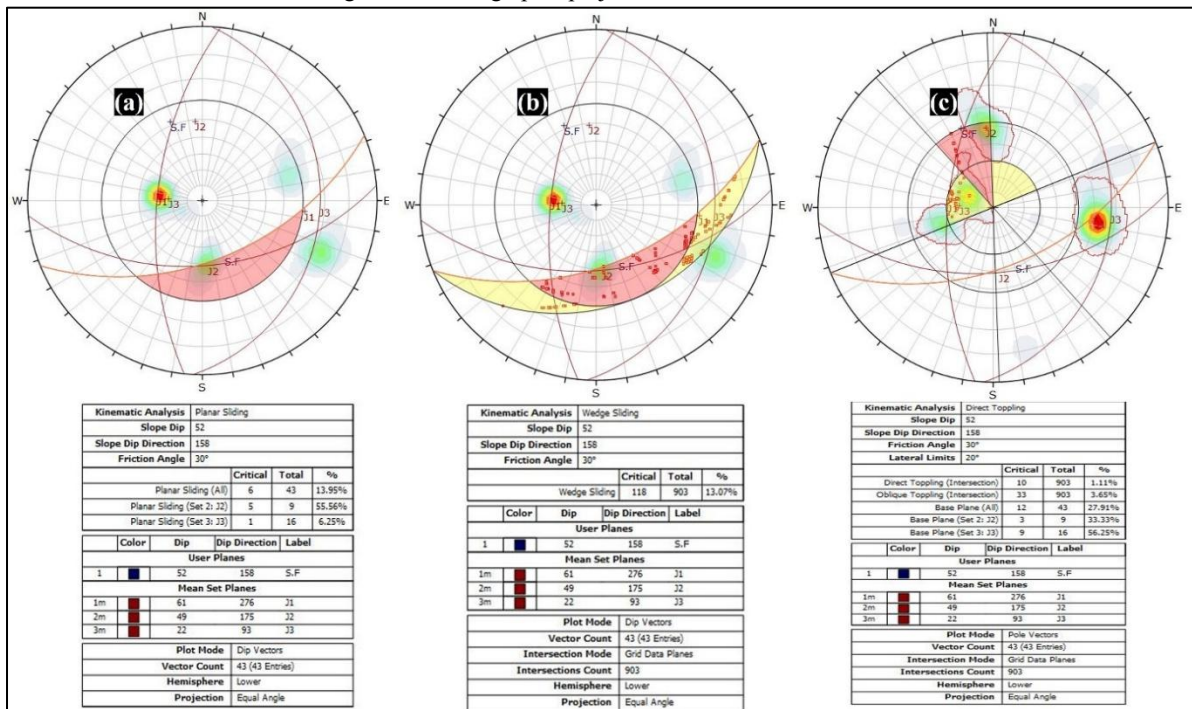 N
(a)
S.F
J2
W
J1
J3
J1
J3
E
S.F
J2
S
N
(b)
S.F
J2
W
J1
J3
J1
J3
E
S.F
J2
S
N
(c)
S.F
J2
W
J1
J3
J3
E
S.F
J2
S
Kinematic Analysis Planar Sliding
Slope Dip 52
Slope Dip Direction 158
Friction Angle 30°
Critical Total %
Planar Sliding (All) 6 43 13.95%
Planar Sliding (Set 2: J2) 5 9 55.56%
Planar Sliding (Set 3: J3) 1 16 6.25%
Color Dip Dip Direction Label
User Planes
1 52 158 S.F
Mean Set Planes
1m 61 276 J1
2m 49 175 J2
3m 22 93 J3
Plot Mode Dip Vectors
Vector Count 43 (43 Entries)
Hemisphere Lower
Projection Equal Angle
Kinematic Analysis Wedge Sliding
Slope Dip 52
Slope Dip Direction 158
Friction Angle 30°
Critical Total %
Wedge Sliding 118 903 13.07%
Color Dip Dip Direction Label
User Planes
1 52 158 S.F
Mean Set Planes
1m 61 276 J1
2m 49 175 J2
3m 22 93 J3
Plot Mode Dip Vectors
Vector Count 43 (43 Entries)
Intersection Mode Grid Data Planes
Intersections Count 903
Hemisphere Lower
Projection Equal Angle
Kinematic Analysis Direct Toppling
Slope Dip 52
Slope Dip Direction 158
Friction Angle 30°
Lateral Limits 20°
Critical Total %
Direct Toppling (Intersection) 10 903 1.11%
Oblique Toppling (Intersection) 33 903 3.65%
Base Plane (All) 12 43 27.91%
Base Plane (Set 2: J2) 3 9 33.33%
Base Plane (Set 3: J3) 9 16 56.25%
Color Dip Dip Direction Label
User Planes
1 52 158 S.F
Mean Set Planes
1m 61 276 J1
2m 49 175 J2
3m 22 93 J3
Plot Mode Pole Vectors
Vector Count 43 (43 Entries)
Intersection Mode Grid Data Planes
Intersections Count 903
Hemisphere Lower
Projection Equal Angle